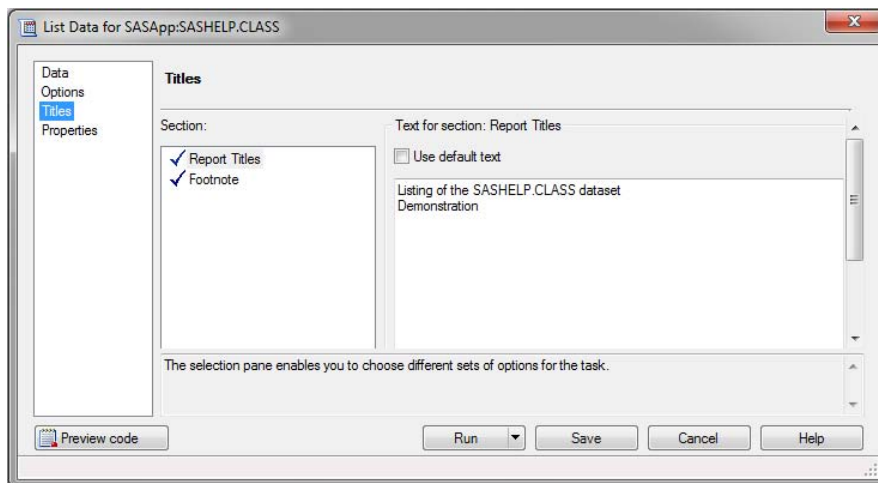 List Data for SASApp:SASHELP.CLASS
Data
Options
Titles
Properties
Titles
Section:
Report Titles
Footnote
Text for section: Report Titles
Use default text
Listing of the SASHELP.CLASS dataset
Demonstration
The selection pane enables you to choose different sets of options for the task.
Preview code
Run
Save
Cancel
Help